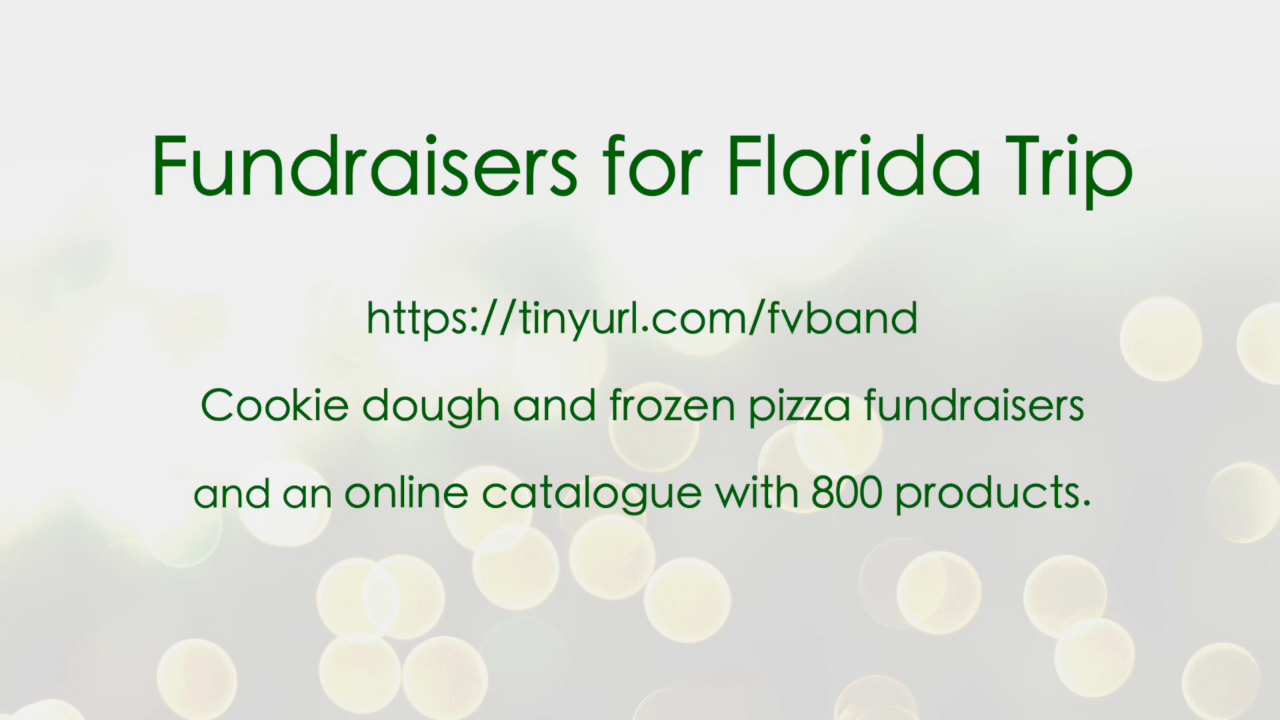 Fundraisers for Florida Trip
https://tinyurl.com/fvband
Cookie dough and frozen pizza fundraisers
and an online catalogue with 800 products.